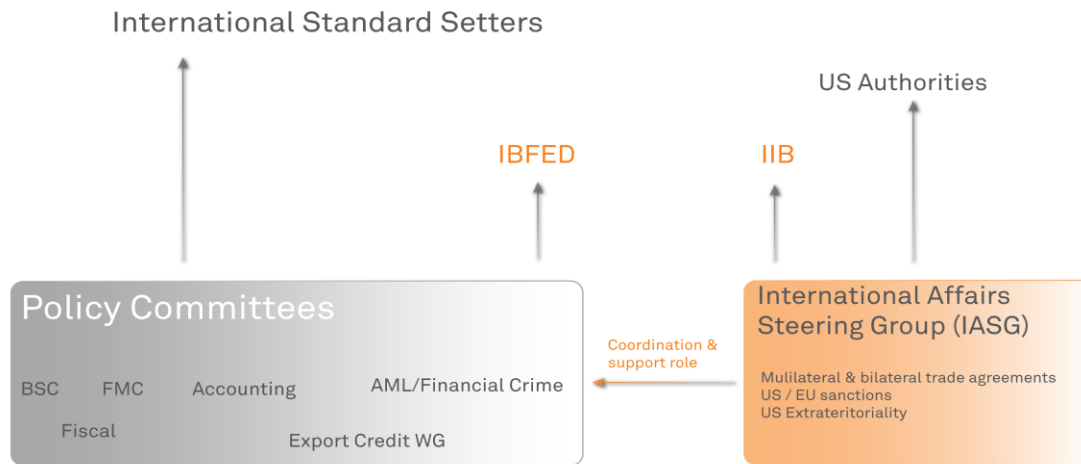 International Standard Setters
US Authorities
IBFED
IIB
Policy Committees
BSC
FMC
Accounting
AML/Financial Crime
Fiscal
Export Credit WG
Coordination &
support role
International Affairs
Steering Group (IASG)
Mulilateral & bilateral trade agreements
US / EU sanctions
US Extrateritoriality